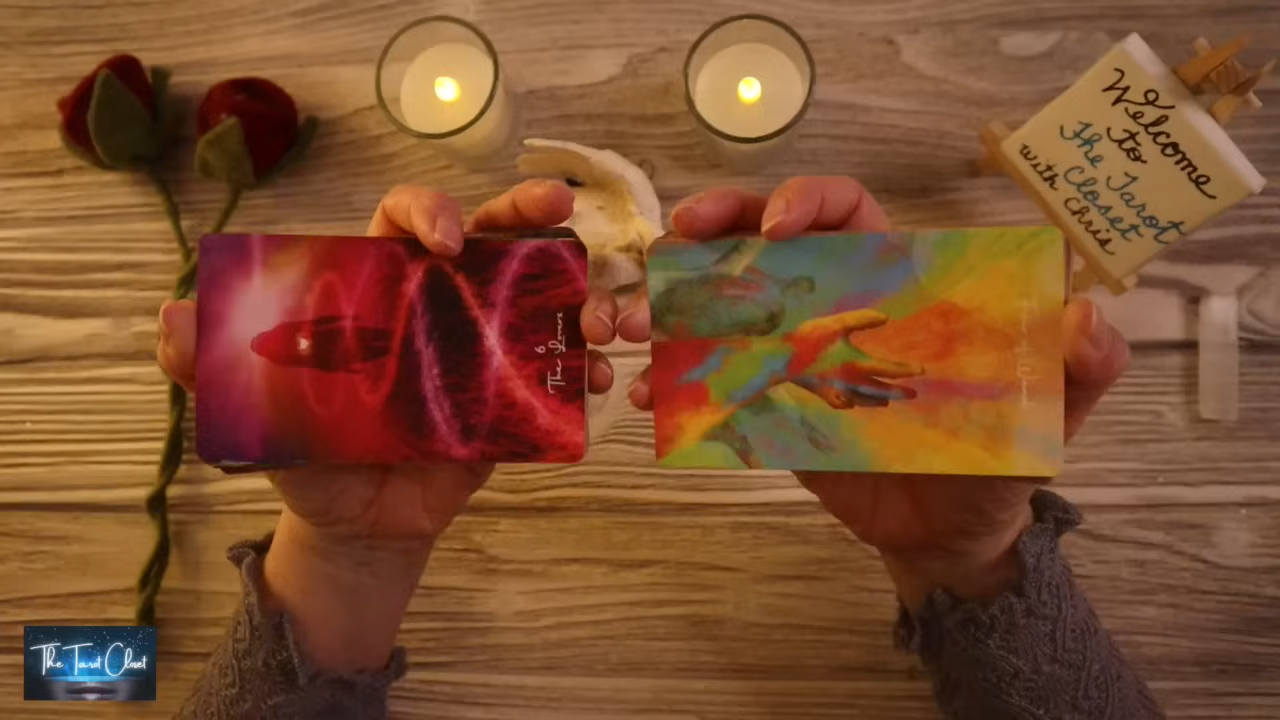 Welcome
to
The Tarot
Closet
with Chris
6
The Lovers
The Tarot Closet